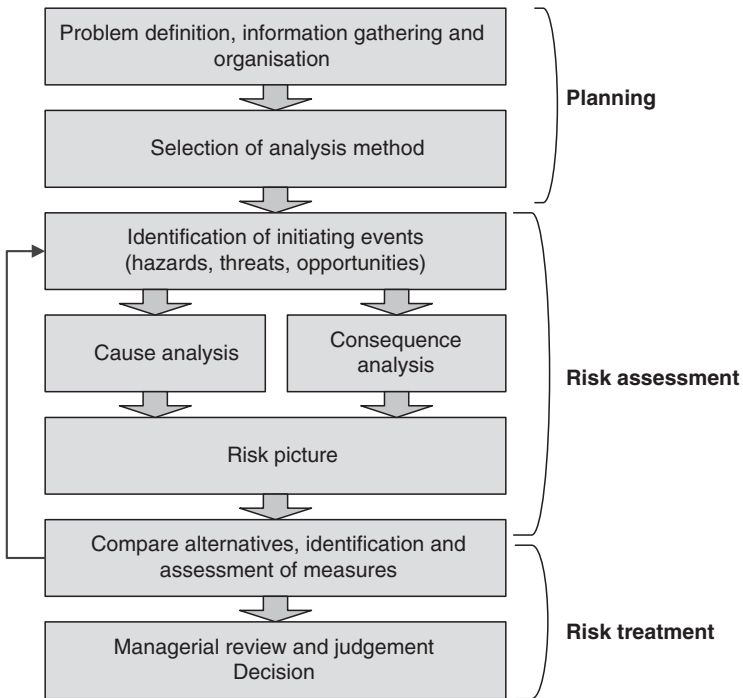 Problem definition, information gathering and
organisation
Planning
Selection of analysis method
Identification of initiating events
(hazards, threats, opportunities)
Cause analysis
Consequence
analysis
Risk assessment
Risk picture
Compare alternatives, identification and
assessment of measures
Managerial review and judgement
Decision
Risk treatment